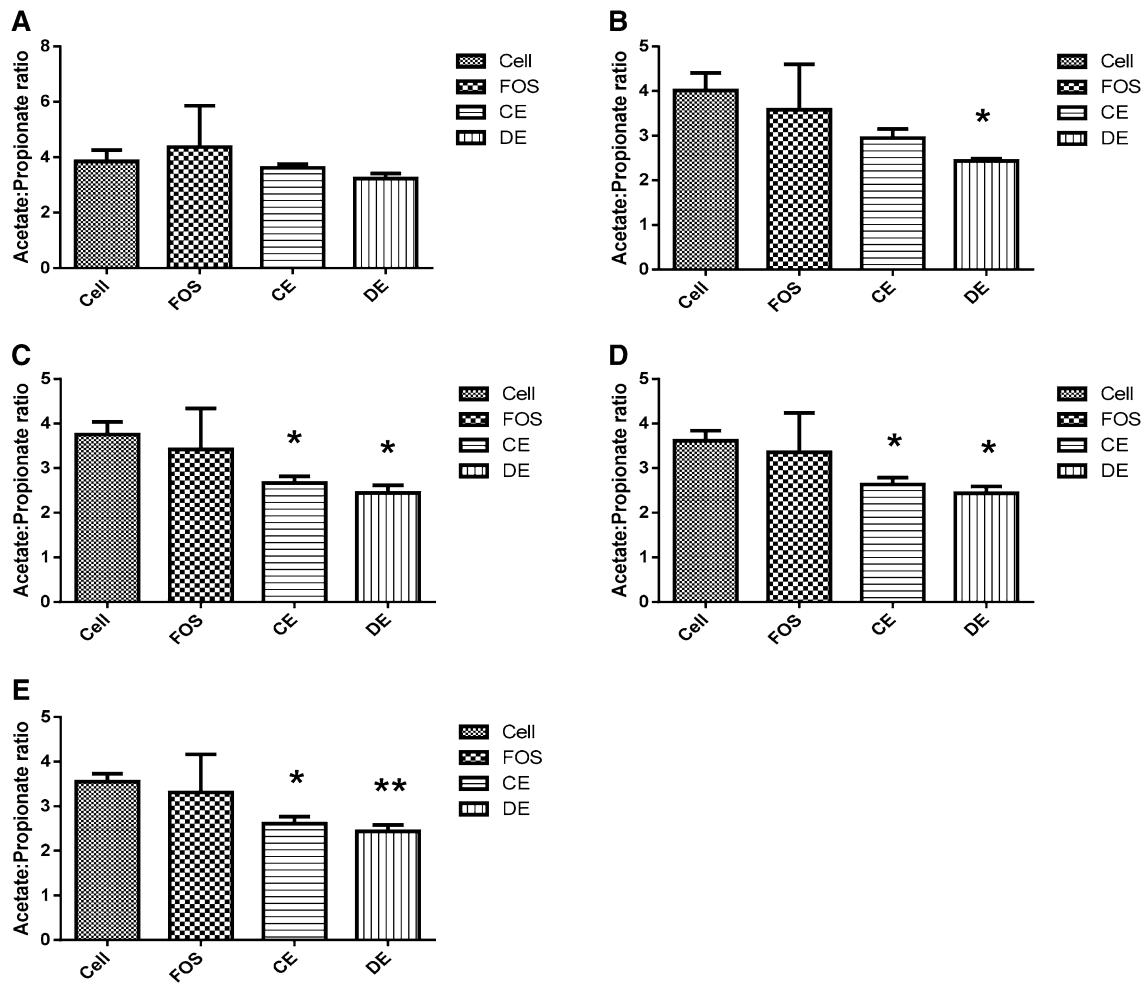 A
Acetate:Propionate ratio
8
6
4
2
0
Cell
FOS
CE
DE
Cell
FOS
CE
DE
B
Acetate:Propionate ratio
5
4
3
2
1
0
*
Cell
FOS
CE
DE
Cell
FOS
CE
DE
C
Acetate:Propionate ratio
5
4
3
2
1
0
*
*
Cell
FOS
CE
DE
Cell
FOS
CE
DE
D
Acetate:Propionate ratio
5
4
3
2
1
0
*
*
Cell
FOS
CE
DE
Cell
FOS
CE
DE
E
Acetate:Propionate ratio
5
4
3
2
1
0
*
**
Cell
FOS
CE
DE
Cell
FOS
CE
DE